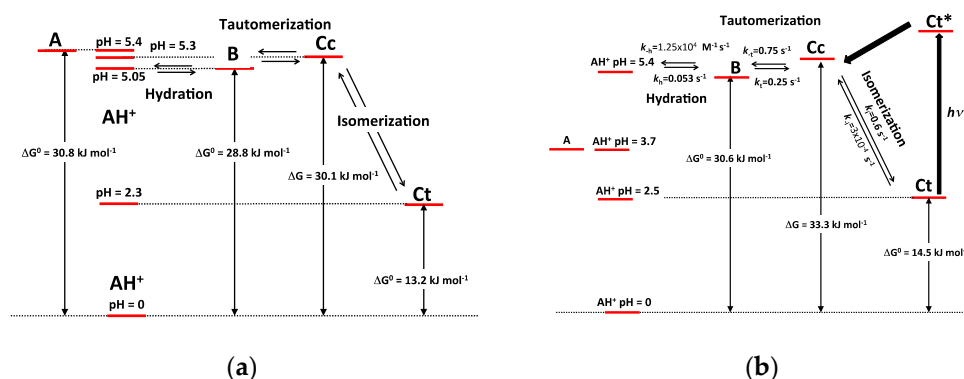 Tautomerization
A
pH = 5.4
pH = 5.3
B
Cc
pH = 5.05
Hydration
AH⁺
Isomerization
ΔG⁰ = 30.8 kJ mol⁻¹
ΔG⁰ = 28.8 kJ mol⁻¹
ΔG = 30.1 kJ mol⁻¹
pH = 2.3
Ct
ΔG⁰ = 13.2 kJ mol⁻¹
AH⁺
pH = 0
(a)
Ct*
Tautomerization
k₋ₕ=1.25x10⁴ M⁻¹ s⁻¹
k₋ₜ=0.75 s⁻¹
Cc
AH⁺ pH = 5.4
B
kₕ=0.053 s⁻¹
kₜ=0.25 s⁻¹
Hydration
Isomerization
kᵢ=0.6 s⁻¹
k₋ᵢ=3x10⁻⁴ s⁻¹
hν
A
AH⁺ pH = 3.7
ΔG⁰ = 30.6 kJ mol⁻¹
AH⁺ pH = 2.5
Ct
ΔG = 33.3 kJ mol⁻¹
ΔG⁰ = 14.5 kJ mol
AH⁺ pH = 0
(b)